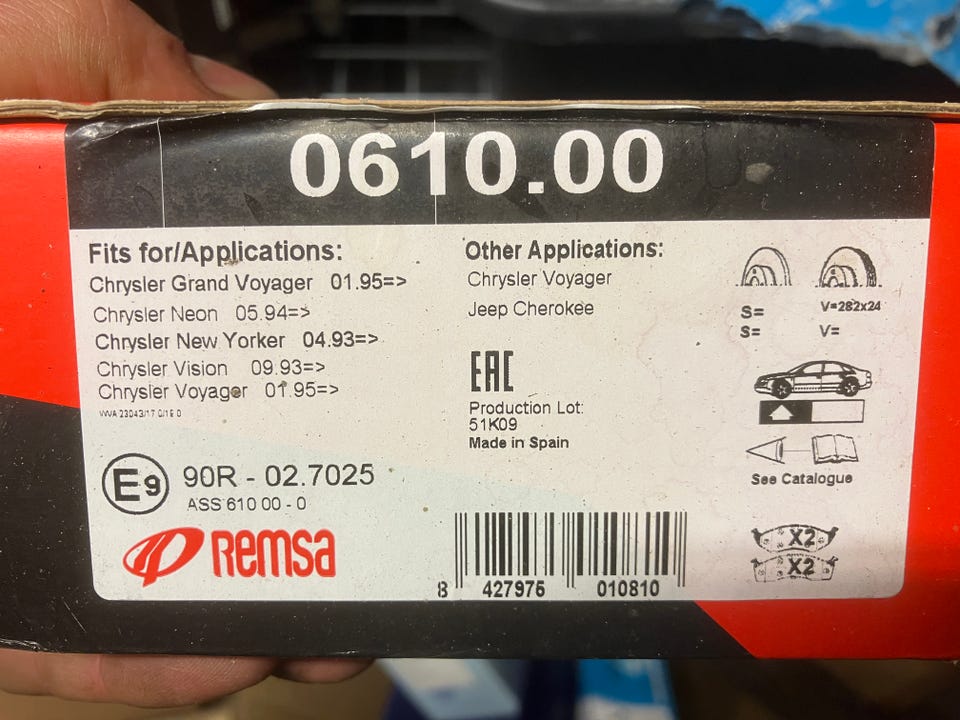 0610.00
Fits for/Applications:
Chrysler Grand Voyager 01.95=>
Chrysler Neon 05.94=>
Chrysler New Yorker 04.93=>
Chrysler Vision 09.93=>
Chrysler Voyager 01.95=>
Other Applications:
Chrysler Voyager
Jeep Cherokee
EAC
Production Lot:
51K09
Made in Spain
S= V=282x24
S= V=
See Catalogue
E9 90R - 02.7025
ASS 610 00 - 0
Remsa
8 427975 010810
X2
X2